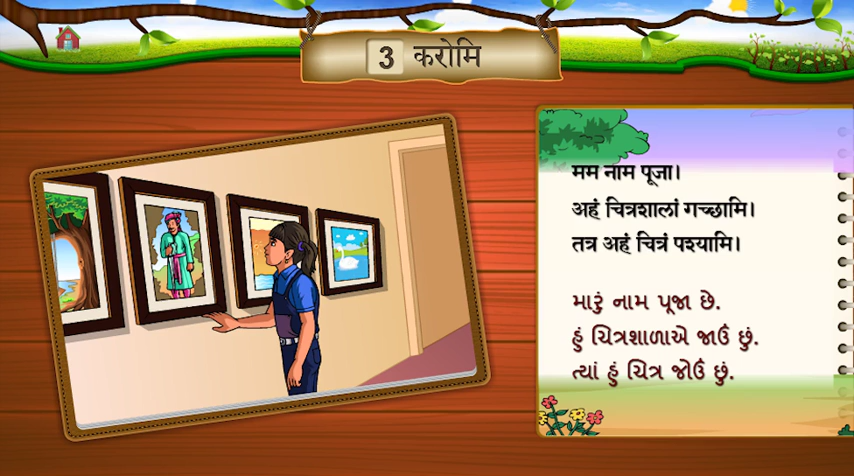 3 करोमि
मम नाम पूजा।
अहं चित्रशालां गच्छामि।
तत्र अहं चित्रं पश्यामि।
મારું નામ પૂજા છે.
હું ચિત્રશાળાએ જાઉં છું.
ત્યાં હું ચિત્ર જોઉં છું.